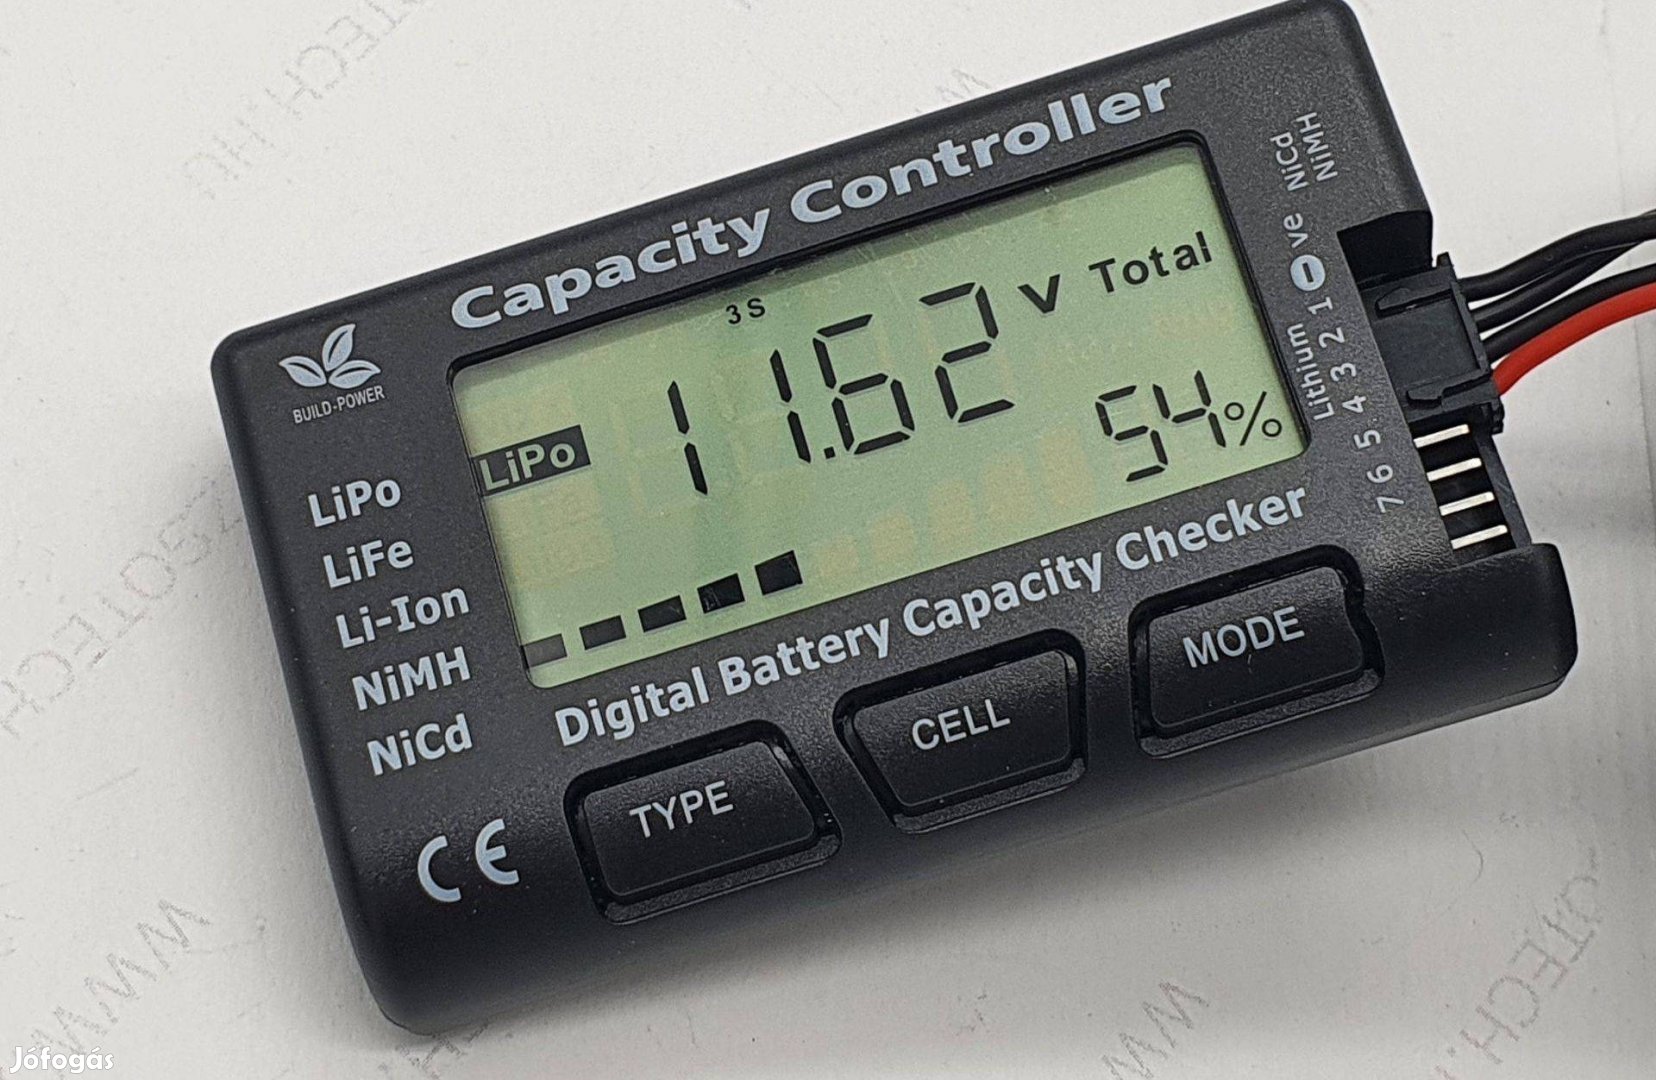 Capacity Controller
BUILD-POWER
3S
11.62 v Total
LiPo
54%
LiPo
LiFe
Li-Ion
NiMH
NiCd
Digital Battery Capacity Checker
TYPE
CELL
MODE
CE
7 6 5 4 3 2 1 - ve NiCd
Lithium NiMH
Jófogás